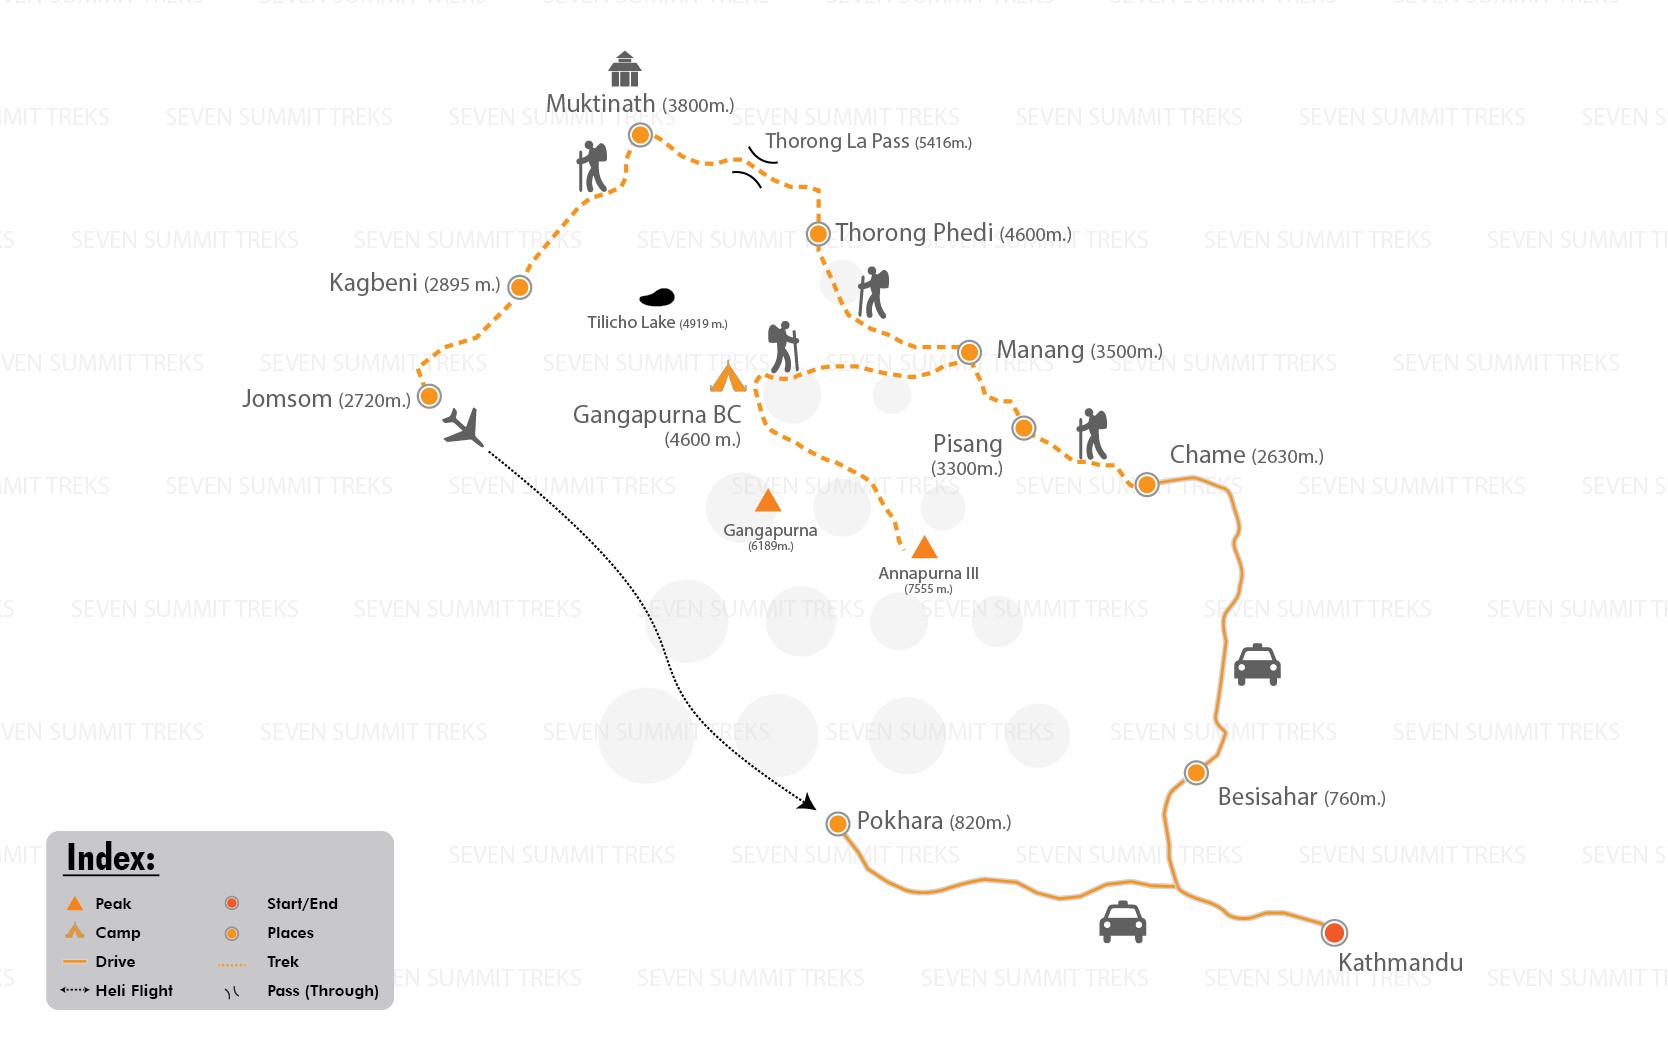 Muktinath (3800m.)
Thorong La Pass (5416m.)
Thorong Phedi (4600m.)
Kagbeni (2895 m.)
Tilicho Lake (4919 m.)
Manang (3500m.)
Jomsom (2720m.)
Gangapurna BC
(4600 m.)
Pisang
(3300m.)
Chame (2630m.)
Gangapurna
(6189m.)
Annapurna III
(7555 m.)
Besisahar (760m.)
Pokhara (820m.)
Kathmandu
Index:
Peak
Start/End
Camp
Places
Drive
Trek
Heli Flight
Pass (Through)
SEVEN SUMMIT TREKS